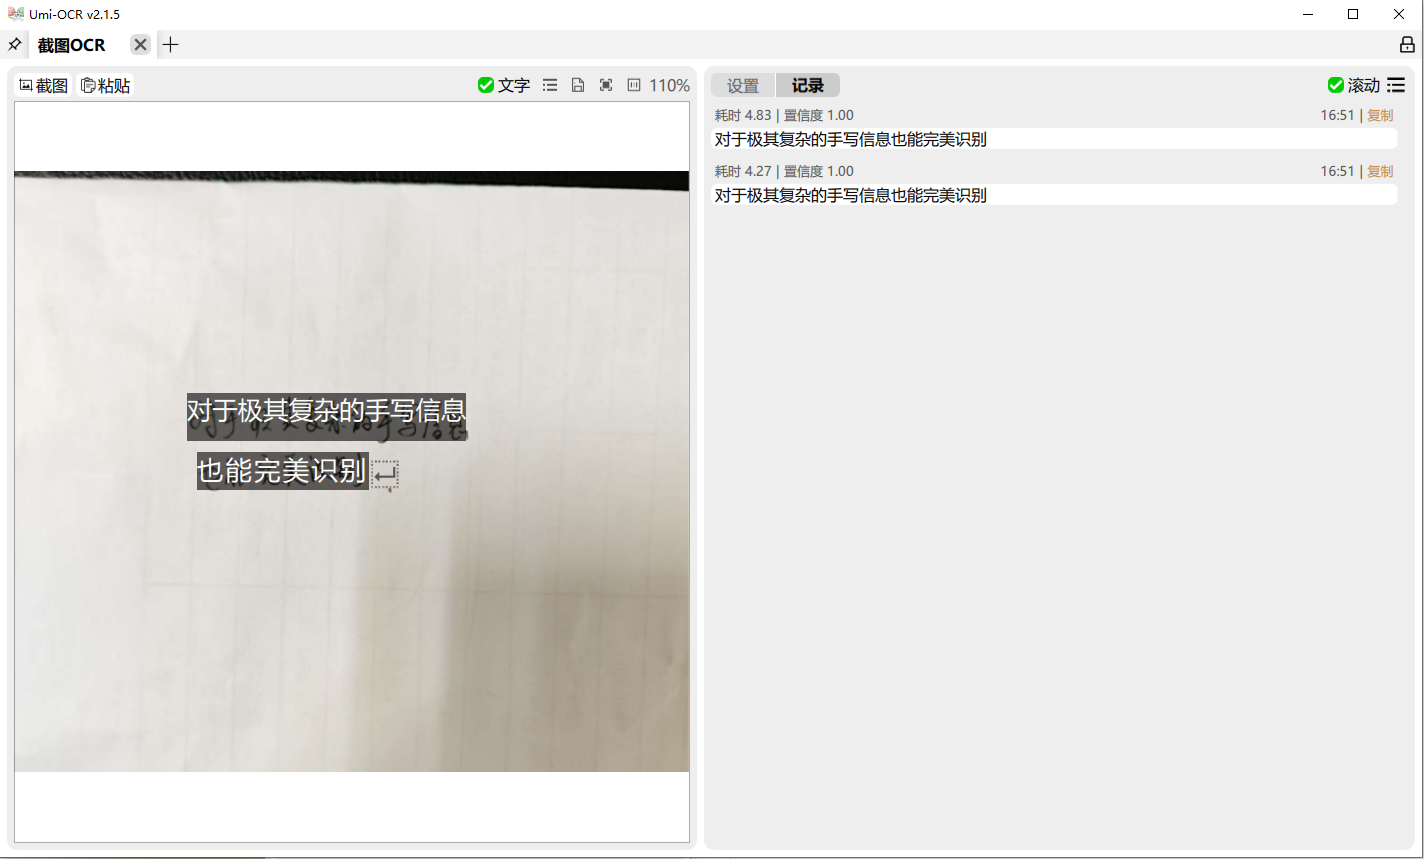 Umi-OCR v2.1.5
截图OCR
截图 粘贴 文字 110%
对于极其复杂的手写信息
也能完美识别
设置 记录 滚动
耗时 4.83 | 置信度 1.00 16:51 | 复制
对于极其复杂的手写信息也能完美识别
耗时 4.27 | 置信度 1.00 16:51 | 复制
对于极其复杂的手写信息也能完美识别